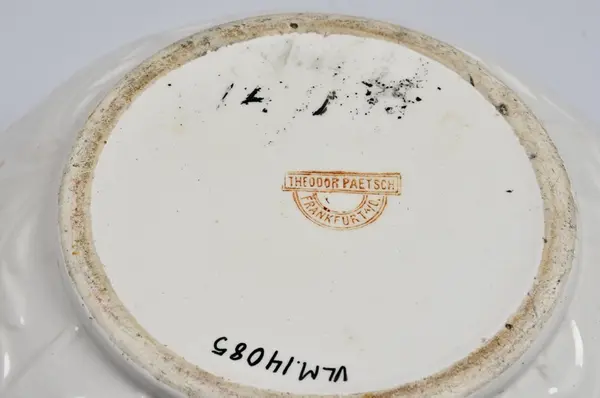 THEODOR PAETSCH
FRANKFURT A/O.
VLM.14085